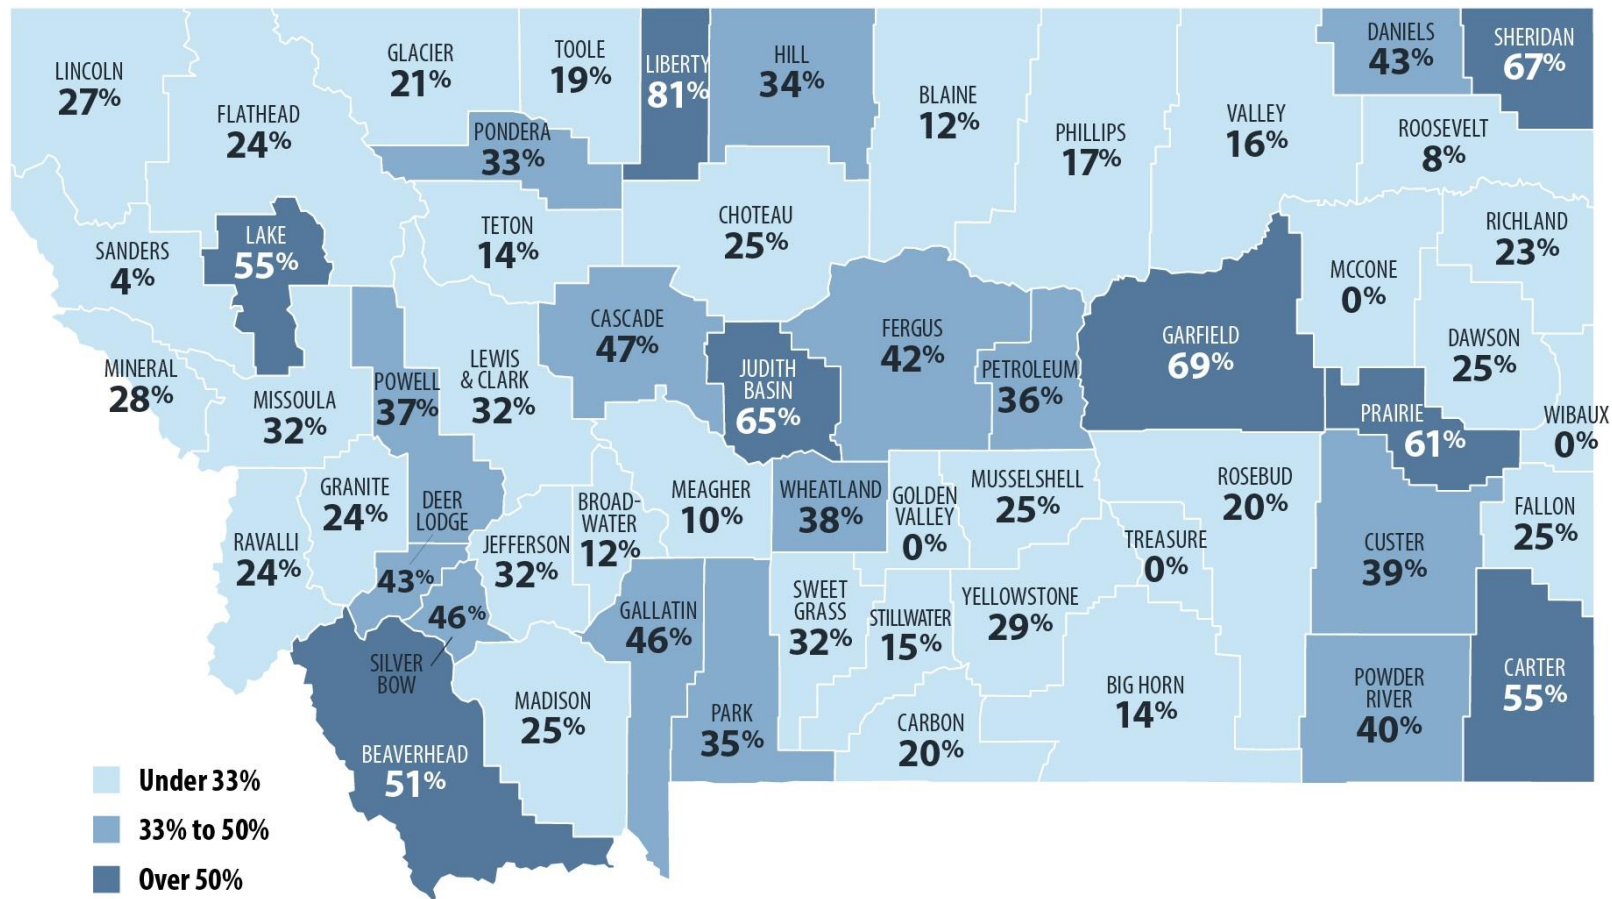 LINCOLN
27%
FLATHEAD
24%
GLACIER
21%
TOOLE
19%
LIBERTY
81%
HILL
34%
BLAINE
12%
PHILLIPS
17%
VALLEY
16%
DANIELS
43%
SHERIDAN
67%
ROOSEVELT
8%
PONDERA
33%
SANDERS
4%
LAKE
55%
TETON
14%
CHOTEAU
25%
RICHLAND
23%
MCCONE
0%
MINERAL
28%
MISSOULA
32%
POWELL
37%
LEWIS
& CLARK
32%
CASCADE
47%
JUDITH
BASIN
65%
FERGUS
42%
PETROLEUM
36%
GARFIELD
69%
DAWSON
25%
PRAIRIE
61%
WIBAUX
0%
RAVALLI
24%
GRANITE
24%
DEER
LODGE
43%
JEFFERSON
32%
BROAD-
WATER
12%
MEAGHER
10%
WHEATLAND
38%
GOLDEN
VALLEY
0%
MUSSELSHELL
25%
ROSEBUD
20%
TREASURE
0%
CUSTER
39%
FALLON
25%
46%
SILVER
BOW
GALLATIN
46%
SWEET
GRASS
32%
STILLWATER
15%
YELLOWSTONE
29%
BEAVERHEAD
51%
MADISON
25%
PARK
35%
CARBON
20%
BIG HORN
14%
POWDER
RIVER
40%
CARTER
55%
Under 33%
33% to 50%
Over 50%